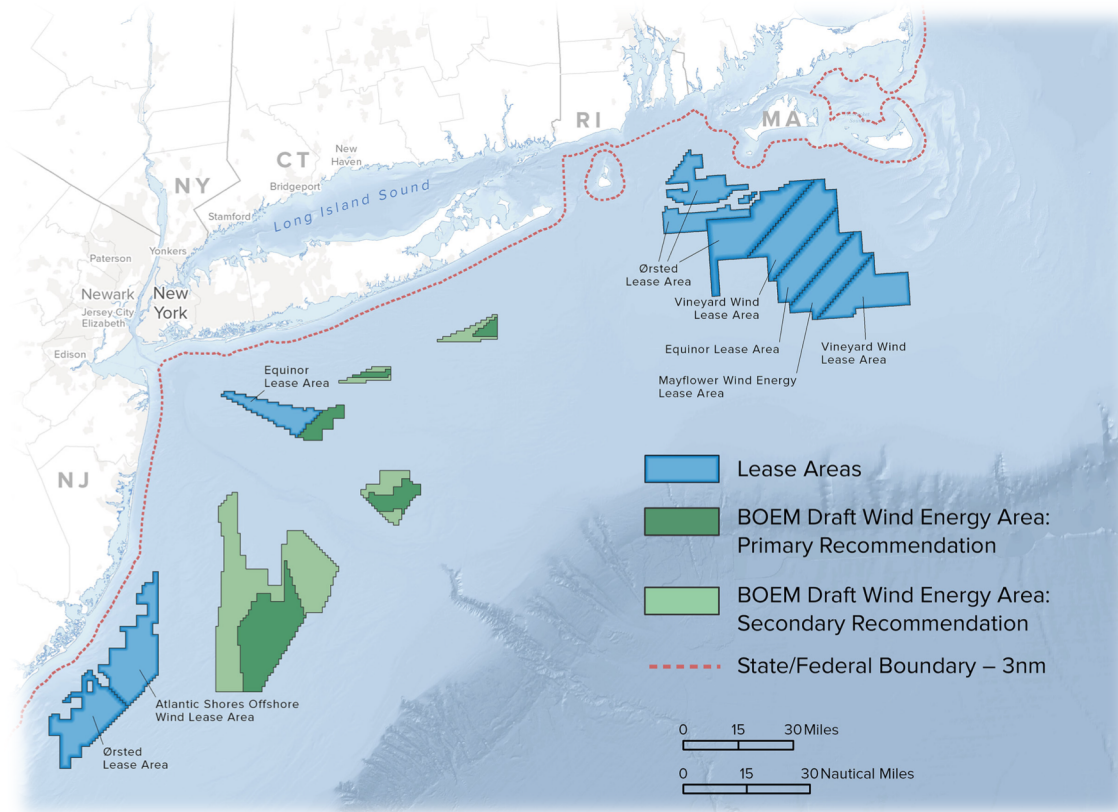 RI
MA
CT
New
Haven
Bridgeport
NY
Long Island Sound
Stamford
Yonkers
Paterson
Newark
New
York
Jersey City
Elizabeth
Edison
NJ
Ørsted
Lease Area
Vineyard Wind
Lease Area
Equinor Lease Area
Vineyard Wind
Lease Area
Mayflower Wind Energy
Lease Area
Equinor
Lease Area
Atlantic Shores Offshore
Wind Lease Area
Ørsted
Lease Area
Lease Areas
BOEM Draft Wind Energy Area:
Primary Recommendation
BOEM Draft Wind Energy Area:
Secondary Recommendation
State/Federal Boundary – 3nm
0 15 30 Miles
0 15 30 Nautical Miles